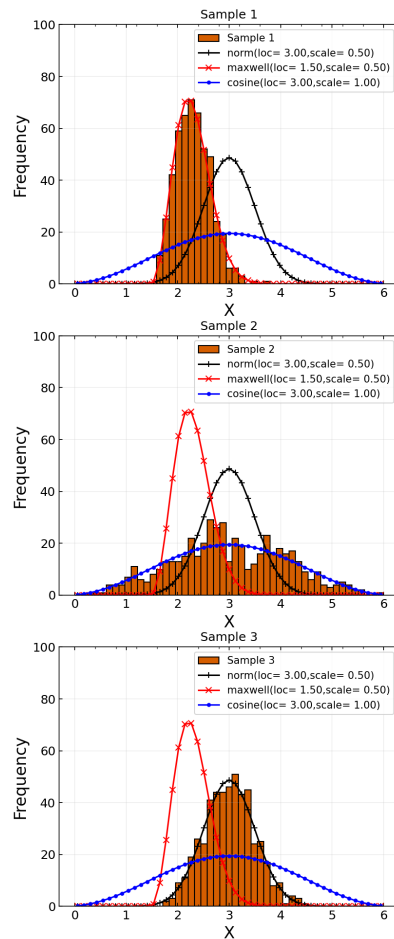 Sample 1
100
80
60
40
20
0
Frequency
Sample 1
norm(loc= 3.00,scale= 0.50)
maxwell(loc= 1.50,scale= 0.50)
cosine(loc= 3.00,scale= 1.00)
0 1 2 3 4 5 6
X
Sample 2
100
80
60
40
20
0
Frequency
Sample 2
norm(loc= 3.00,scale= 0.50)
maxwell(loc= 1.50,scale= 0.50)
cosine(loc= 3.00,scale= 1.00)
0 1 2 3 4 5 6
X
Sample 3
100
80
60
40
20
0
Frequency
Sample 3
norm(loc= 3.00,scale= 0.50)
maxwell(loc= 1.50,scale= 0.50)
cosine(loc= 3.00,scale= 1.00)
0 1 2 3 4 5 6
X